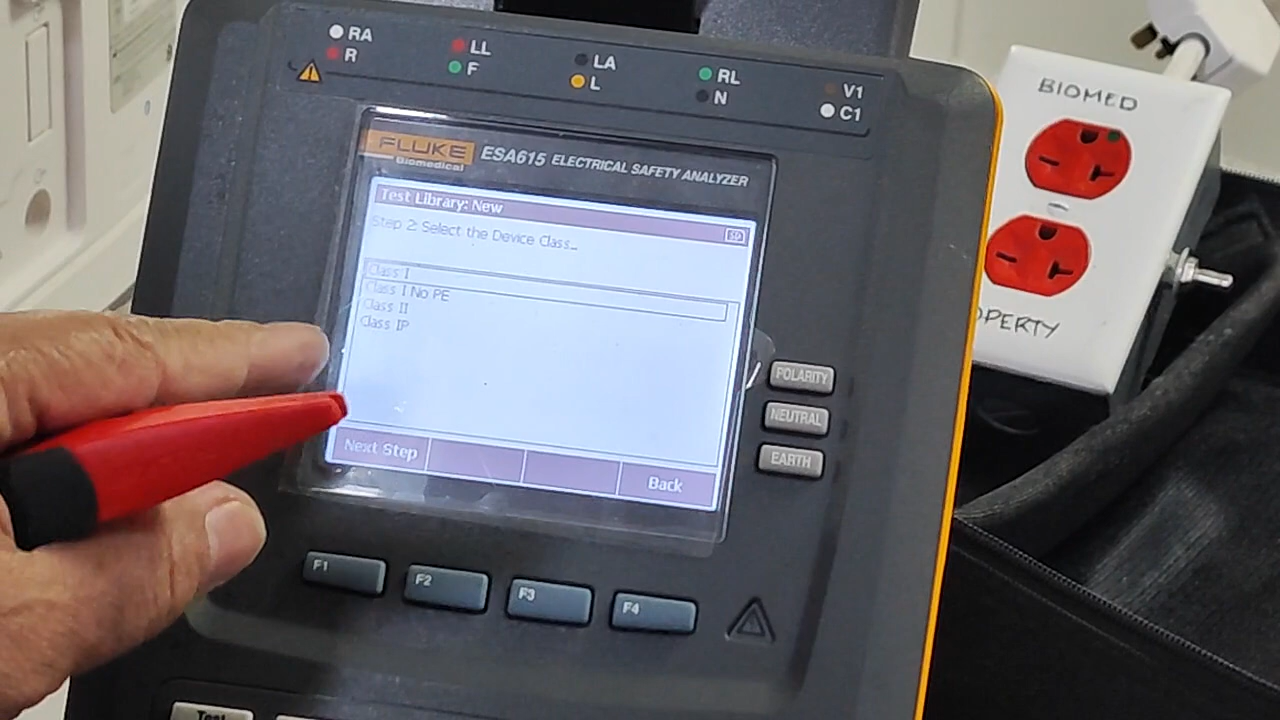 RA LL LA RL V1
R F L N C1
FLUKE
Biomedical
ESA615 ELECTRICAL SAFETY ANALYZER
Test Library: New
Step 2: Select the Device Class...
Class I
Class I No PE
Class II
Class IP
Next Step
Back
POLARITY
NEUTRAL
EARTH
F1
F2
F3
F4
Test
BIOMED